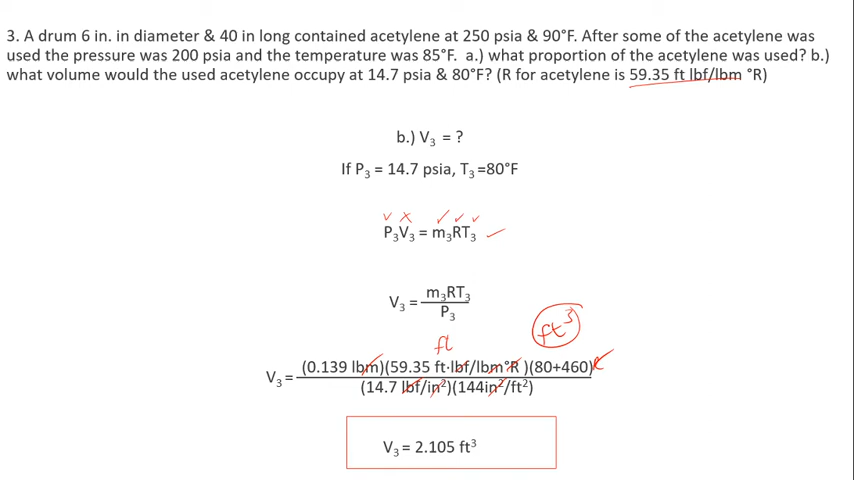 3. A drum 6 in. in diameter & 40 in long contained acetylene at 250 psia & 90°F. After some of the acetylene was
used the pressure was 200 psia and the temperature was 85°F. a.) what proportion of the acetylene was used? b.)
what volume would the used acetylene occupy at 14.7 psia & 80°F? (R for acetylene is 59.35 ft lbf/lbm °R)
b.) V₃ = ?
If P₃ = 14.7 psia, T₃ =80°F
P₃V₃ = m₃RT₃
V₃ = m₃RT₃
P₃
ft
ft³
V₃ = (0.139 lbm)(59.35 ft·lbf/lbm°R )(80+460)
(14.7 lbf/in²)(144in²/ft²)
V₃ = 2.105 ft³